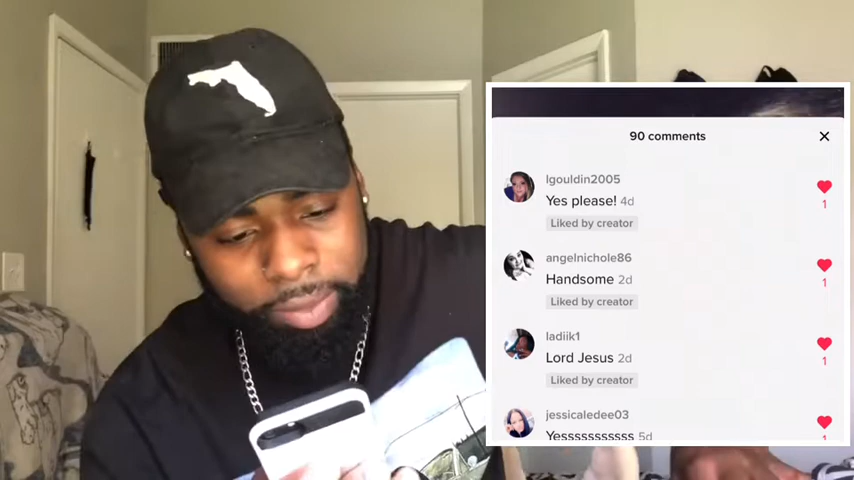 90 comments
lgouldin2005
Yes please! 4d
1
Liked by creator
angelnichole86
Handsome 2d
1
Liked by creator
ladiik1
Lord Jesus 2d
1
Liked by creator
jessicaledee03
Yesssssssssss 5d
1